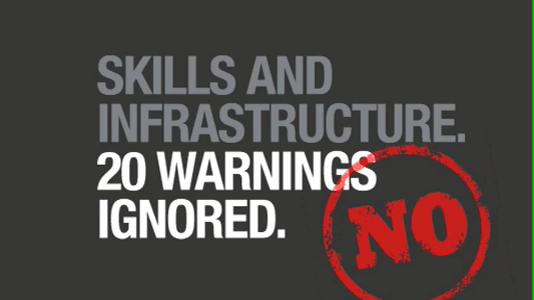 SKILLS AND
INFRASTRUCTURE.
20 WARNINGS
IGNORED.
NO